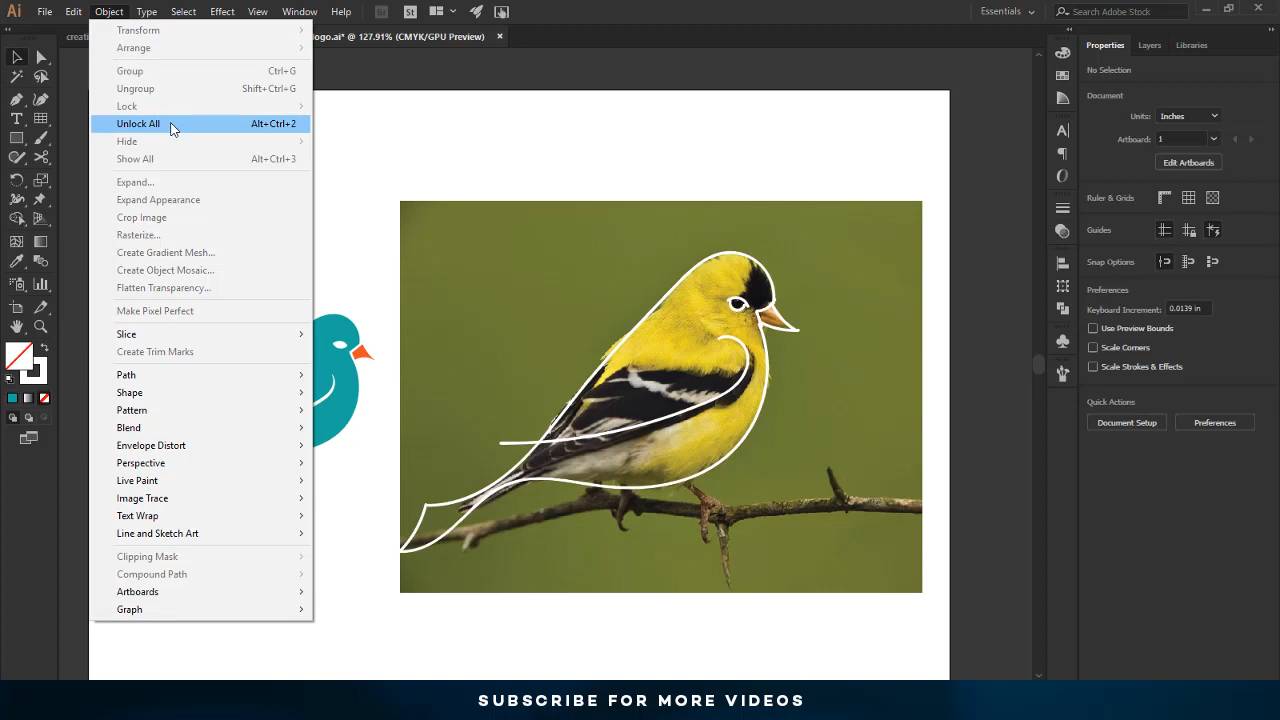 Ai File Edit Object Type Select Effect View Window Help Br St Essentials Search Adobe Stock
logo.ai* @ 127.91% (CMYK/GPU Preview) ×
Transform
Arrange
Group Ctrl+G
Ungroup Shift+Ctrl+G
Lock
Unlock All Alt+Ctrl+2
Hide
Show All Alt+Ctrl+3
Expand...
Expand Appearance
Crop Image
Rasterize...
Create Gradient Mesh...
Create Object Mosaic...
Flatten Transparency...
Make Pixel Perfect
Slice
Create Trim Marks
Path
Shape
Pattern
Blend
Envelope Distort
Perspective
Live Paint
Image Trace
Text Wrap
Line and Sketch Art
Clipping Mask
Compound Path
Artboards
Graph
Properties Layers Libraries
No Selection
Document
Units: Inches
Artboard: 1
Edit Artboards
Ruler & Grids
Guides
Snap Options
Preferences
Keyboard Increment: 0.0139 in
Use Preview Bounds
Scale Corners
Scale Strokes & Effects
Quick Actions
Document Setup Preferences
SUBSCRIBE FOR MORE VIDEOS